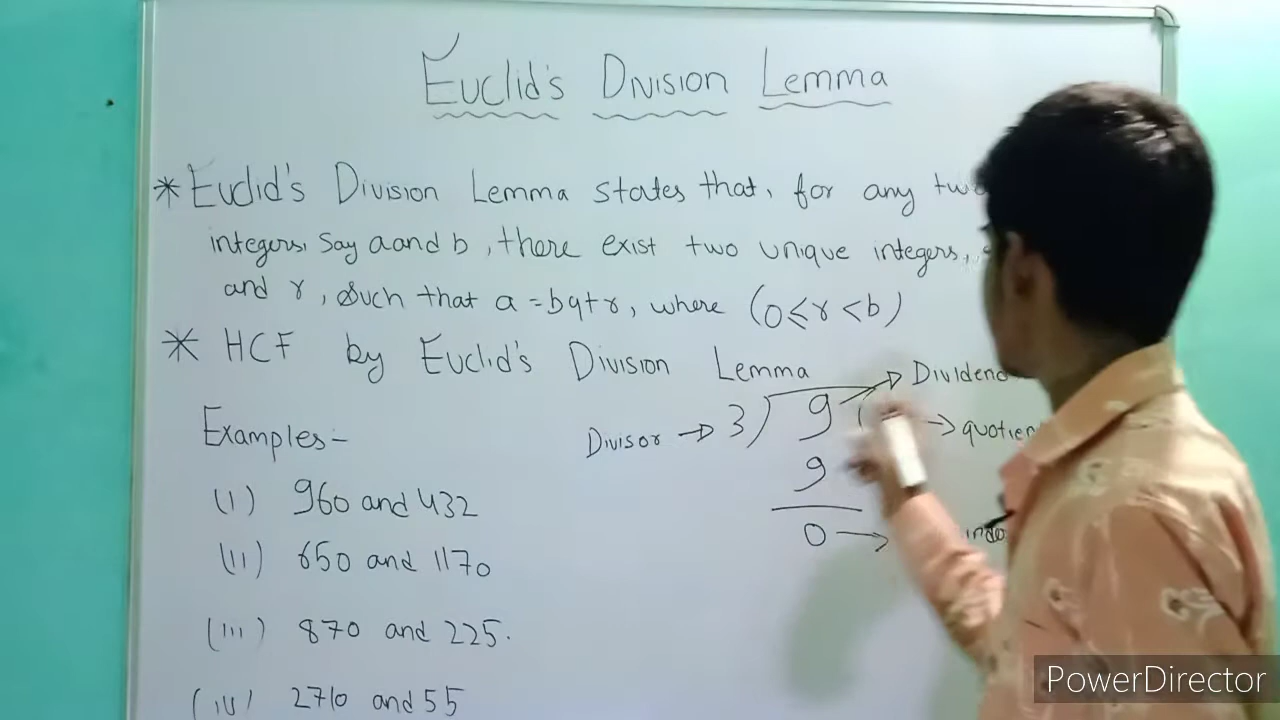 Euclid's Division Lemma
* Euclid's Division Lemma states that, for any two
integers, say a and b, there exist two unique integers,
and r, such that a = bq+r, where (0 ≤ r < b)
* HCF by Euclid's Division Lemma
Examples-
(i) 960 and 432
(ii) 650 and 1170
(iii) 870 and 225.
(iv) 2710 and 55
Dividend
Divisor → 3) 9 ( → quotien
9
0 →
PowerDirector